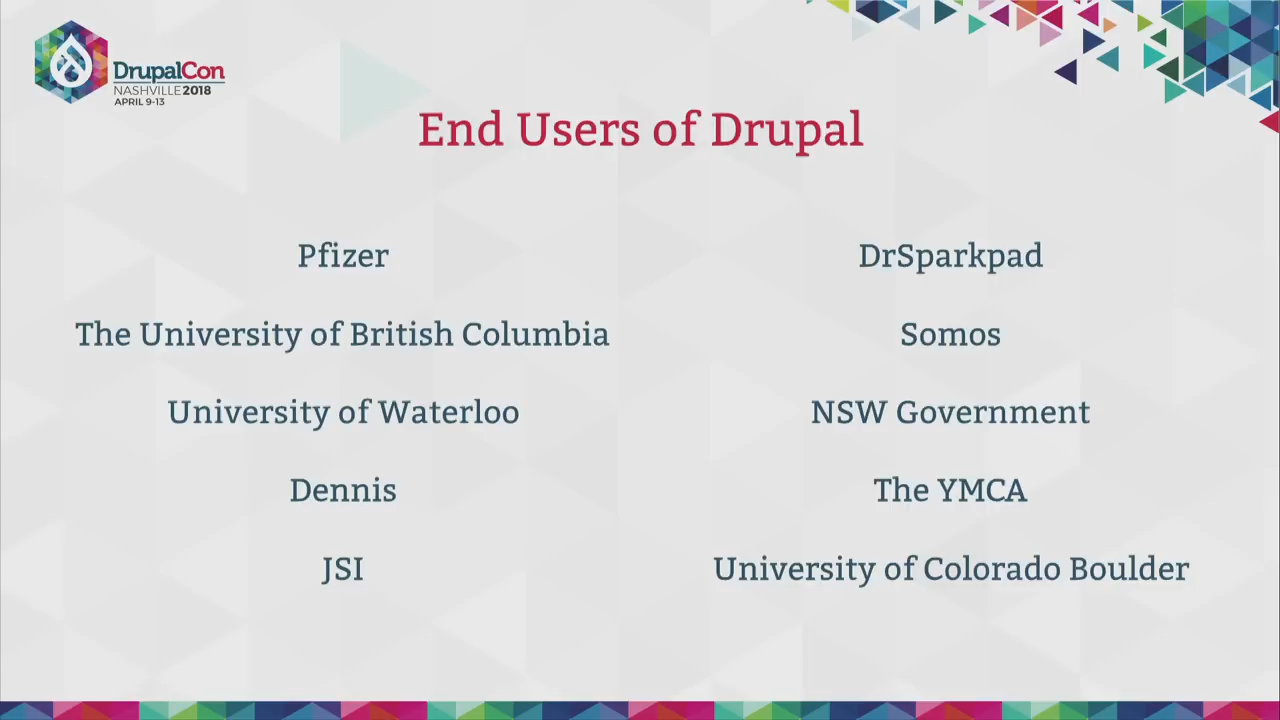 DrupalCon
NASHVILLE 2018
APRIL 9-13
End Users of Drupal
Pfizer
The University of British Columbia
University of Waterloo
Dennis
JSI
DrSparkpad
Somos
NSW Government
The YMCA
University of Colorado Boulder